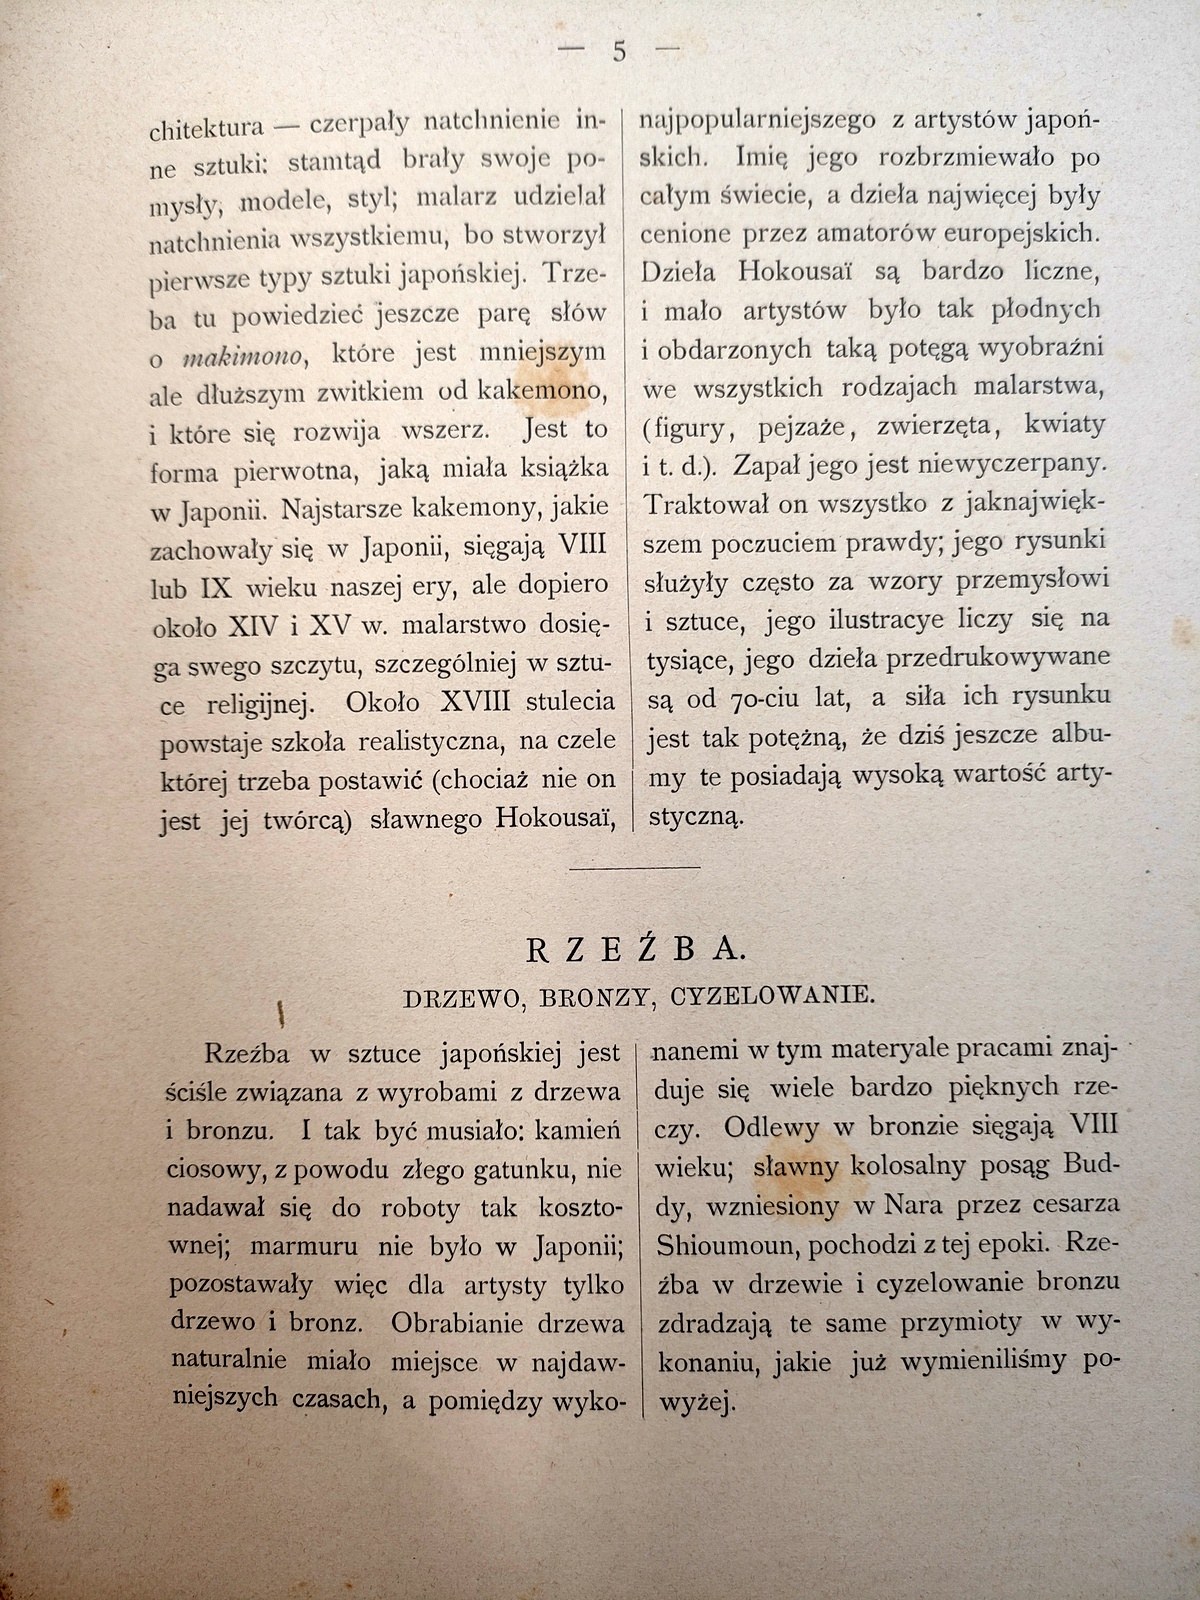 — 5 —
chitektura — czerpały natchnienie in-
ne sztuki: stamtąd brały swoje po-
mysły, modele, styl; malarz udzielał
natchnienia wszystkiemu, bo stworzył
pierwsze typy sztuki japońskiej. Trze-
ba tu powiedzieć jeszcze parę słów
o makimono, które jest mniejszym
ale dłuższym zwitkiem od kakemono,
i które się rozwija wszerz. Jest to
forma pierwotna, jaką miała książka
w Japonii. Najstarsze kakemony, jakie
zachowały się w Japonii, sięgają VIII
lub IX wieku naszej ery, ale dopiero
około XIV i XV w. malarstwo dosię-
ga swego szczytu, szczególniej w sztu-
ce religijnej. Około XVIII stulecia
powstaje szkoła realistyczna, na czele
której trzeba postawić (chociaż nie on
jest jej twórcą) sławnego Hokousaï,
najpopularniejszego z artystów japoń-
skich. Imię jego rozbrzmiewało po
całym świecie, a dzieła najwięcej były
cenione przez amatorów europejskich.
Dzieła Hokousaï są bardzo liczne,
i mało artystów było tak płodnych
i obdarzonych taką potęgą wyobraźni
we wszystkich rodzajach malarstwa,
(figury, pejzaże, zwierzęta, kwiaty
i t. d.). Zapał jego jest niewyczerpany.
Traktował on wszystko z jaknajwięk-
szem poczuciem prawdy; jego rysunki
służyły często za wzory przemysłowi
i sztuce, jego ilustracye liczy się na
tysiące, jego dzieła przedrukowywane
są od 70-ciu lat, a siła ich rysunku
jest tak potężną, że dziś jeszcze albu-
my te posiadają wysoką wartość arty-
styczną.
RZEŹBA.
DRZEWO, BRONZY, CYZELOWANIE.
Rzeźba w sztuce japońskiej jest
ściśle związana z wyrobami z drzewa
i bronzu. I tak być musiało: kamień
ciosowy, z powodu złego gatunku, nie
nadawał się do roboty tak koszto-
wnej; marmuru nie było w Japonii;
pozostawały więc dla artysty tylko
drzewo i bronz. Obrabianie drzewa
naturalnie miało miejsce w najdaw-
niejszych czasach, a pomiędzy wyko-
nanemi w tym materyale pracami znaj-
duje się wiele bardzo pięknych rze-
czy. Odlewy w bronzie sięgają VIII
wieku; sławny kolosalny posąg Bud-
dy, wzniesiony w Nara przez cesarza
Shioumoun, pochodzi z tej epoki. Rze-
źba w drzewie i cyzelowanie bronzu
zdradzają te same przymioty w wy-
konaniu, jakie już wymieniliśmy po-
wyżej.